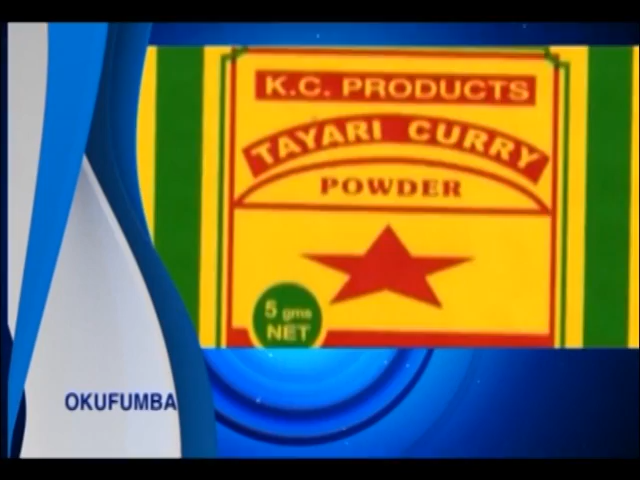 K.C. PRODUCTS
TAYARI CURRY
POWDER
5 gms
NET
OKUFUMBA